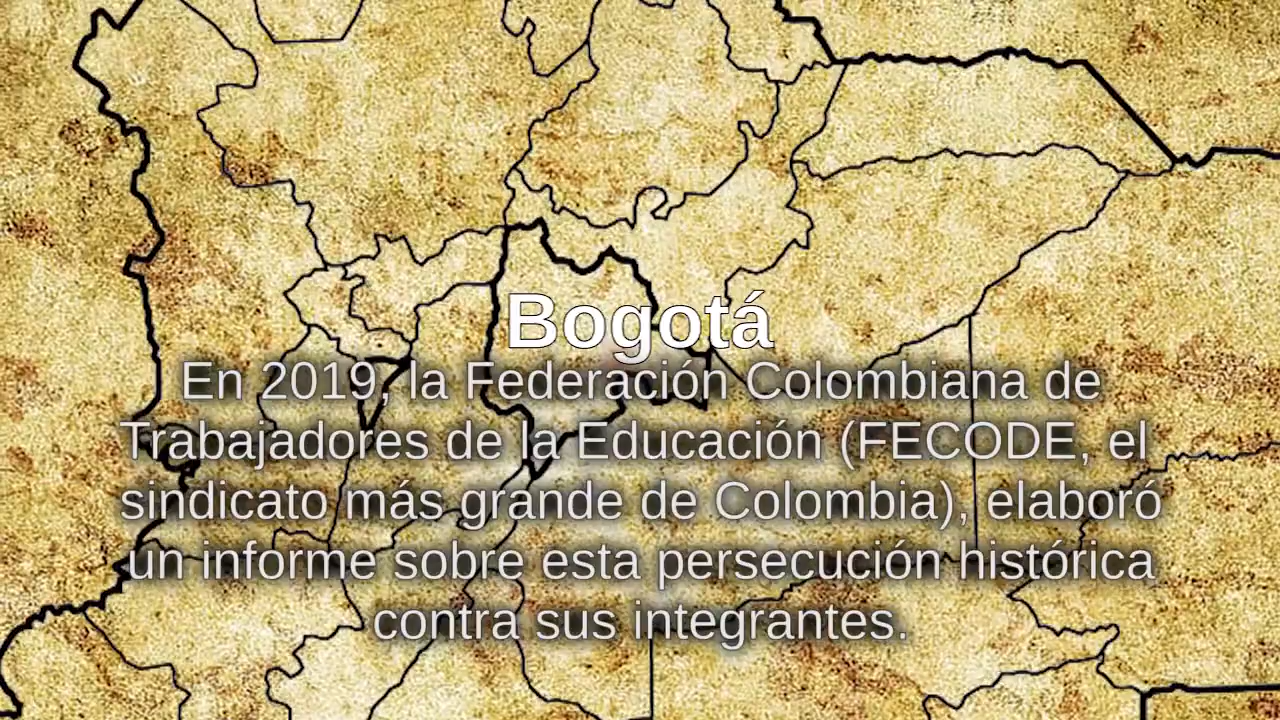 Bogotá
En 2019, la Federación Colombiana de
Trabajadores de la Educación (FECODE, el
sindicato más grande de Colombia), elaboró
un informe sobre esta persecución histórica
contra sus integrantes.